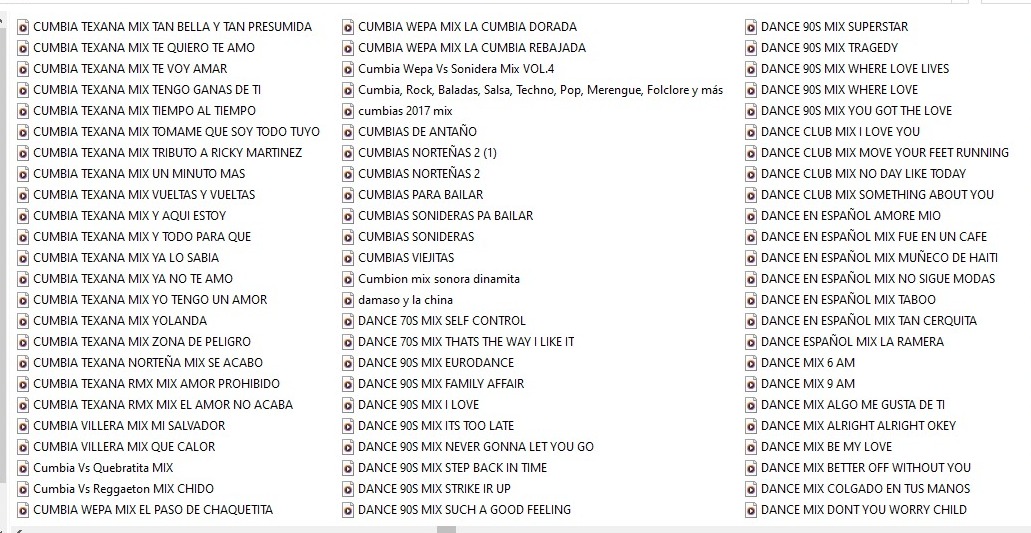 CUMBIA TEXANA MIX TAN BELLA Y TAN PRESUMIDA
CUMBIA TEXANA MIX TE QUIERO TE AMO
CUMBIA TEXANA MIX TE VOY AMAR
CUMBIA TEXANA MIX TENGO GANAS DE TI
CUMBIA TEXANA MIX TIEMPO AL TIEMPO
CUMBIA TEXANA MIX TOMAME QUE SOY TODO TUYO
CUMBIA TEXANA MIX TRIBUTO A RICKY MARTINEZ
CUMBIA TEXANA MIX UN MINUTO MAS
CUMBIA TEXANA MIX VUELTAS Y VUELTAS
CUMBIA TEXANA MIX Y AQUI ESTOY
CUMBIA TEXANA MIX Y TODO PARA QUE
CUMBIA TEXANA MIX YA LO SABIA
CUMBIA TEXANA MIX YA NO TE AMO
CUMBIA TEXANA MIX YO TENGO UN AMOR
CUMBIA TEXANA MIX YOLANDA
CUMBIA TEXANA MIX ZONA DE PELIGRO
CUMBIA TEXANA NORTEÑA MIX SE ACABO
CUMBIA TEXANA RMX MIX AMOR PROHIBIDO
CUMBIA TEXANA RMX MIX EL AMOR NO ACABA
CUMBIA VILLERA MIX MI SALVADOR
CUMBIA VILLERA MIX QUE CALOR
Cumbia Vs Quebratita MIX
Cumbia Vs Reggaeton MIX CHIDO
CUMBIA WEPA MIX EL PASO DE CHAQUETITA
CUMBIA WEPA MIX LA CUMBIA DORADA
CUMBIA WEPA MIX LA CUMBIA REBAJADA
Cumbia Wepa Vs Sonidera Mix VOL.4
Cumbia, Rock, Baladas, Salsa, Techno, Pop, Merengue, Folclore y más
cumbias 2017 mix
CUMBIAS DE ANTAÑO
CUMBIAS NORTEÑAS 2 (1)
CUMBIAS NORTEÑAS 2
CUMBIAS PARA BAILAR
CUMBIAS SONIDERAS PA BAILAR
CUMBIAS SONIDERAS
CUMBIAS VIEJITAS
Cumbion mix sonora dinamita
damaso y la china
DANCE 70S MIX SELF CONTROL
DANCE 70S MIX THATS THE WAY I LIKE IT
DANCE 90S MIX EURODANCE
DANCE 90S MIX FAMILY AFFAIR
DANCE 90S MIX I LOVE
DANCE 90S MIX ITS TOO LATE
DANCE 90S MIX NEVER GONNA LET YOU GO
DANCE 90S MIX STEP BACK IN TIME
DANCE 90S MIX STRIKE IR UP
DANCE 90S MIX SUCH A GOOD FEELING
DANCE 90S MIX SUPERSTAR
DANCE 90S MIX TRAGEDY
DANCE 90S MIX WHERE LOVE LIVES
DANCE 90S MIX WHERE LOVE
DANCE 90S MIX YOU GOT THE LOVE
DANCE CLUB MIX I LOVE YOU
DANCE CLUB MIX MOVE YOUR FEET RUNNING
DANCE CLUB MIX NO DAY LIKE TODAY
DANCE CLUB MIX SOMETHING ABOUT YOU
DANCE EN ESPAÑOL AMORE MIO
DANCE EN ESPAÑOL MIX FUE EN UN CAFE
DANCE EN ESPAÑOL MIX MUÑECO DE HAITI
DANCE EN ESPAÑOL MIX NO SIGUE MODAS
DANCE EN ESPAÑOL MIX TABOO
DANCE EN ESPAÑOL MIX TAN CERQUITA
DANCE ESPAÑOL MIX LA RAMERA
DANCE MIX 6 AM
DANCE MIX 9 AM
DANCE MIX ALGO ME GUSTA DE TI
DANCE MIX ALRIGHT ALRIGHT OKEY
DANCE MIX BE MY LOVE
DANCE MIX BETTER OFF WITHOUT YOU
DANCE MIX COLGADO EN TUS MANOS
DANCE MIX DONT YOU WORRY CHILD